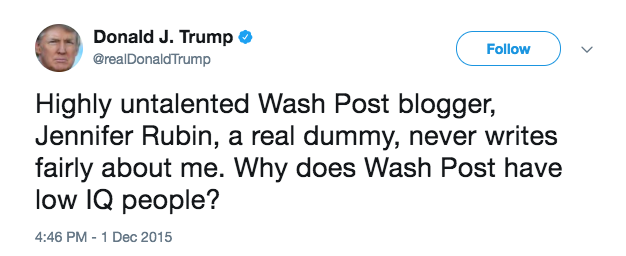 Donald J. Trump
@realDonaldTrump
Follow
Highly untalented Wash Post blogger,
Jennifer Rubin, a real dummy, never writes
fairly about me. Why does Wash Post have
low IQ people?
4:46 PM - 1 Dec 2015